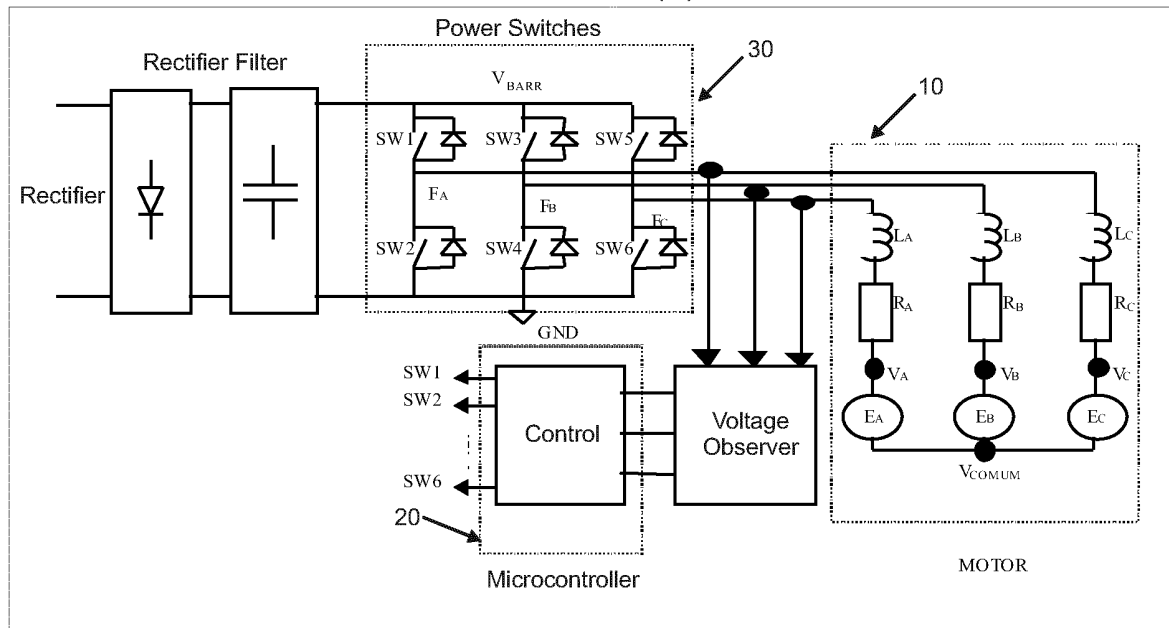 Power Switches
30
Rectifier Filter
10
V BARR
SW1 SW3 SW5
Rectifier
FA FB FC
LA LB LC
SW2 SW4 SW6
RA RB RC
GND
SW1
VA VB VC
SW2
Control
Voltage
Observer
EA EB EC
SW6
VCOMUM
20
Microcontroller
MOTOR